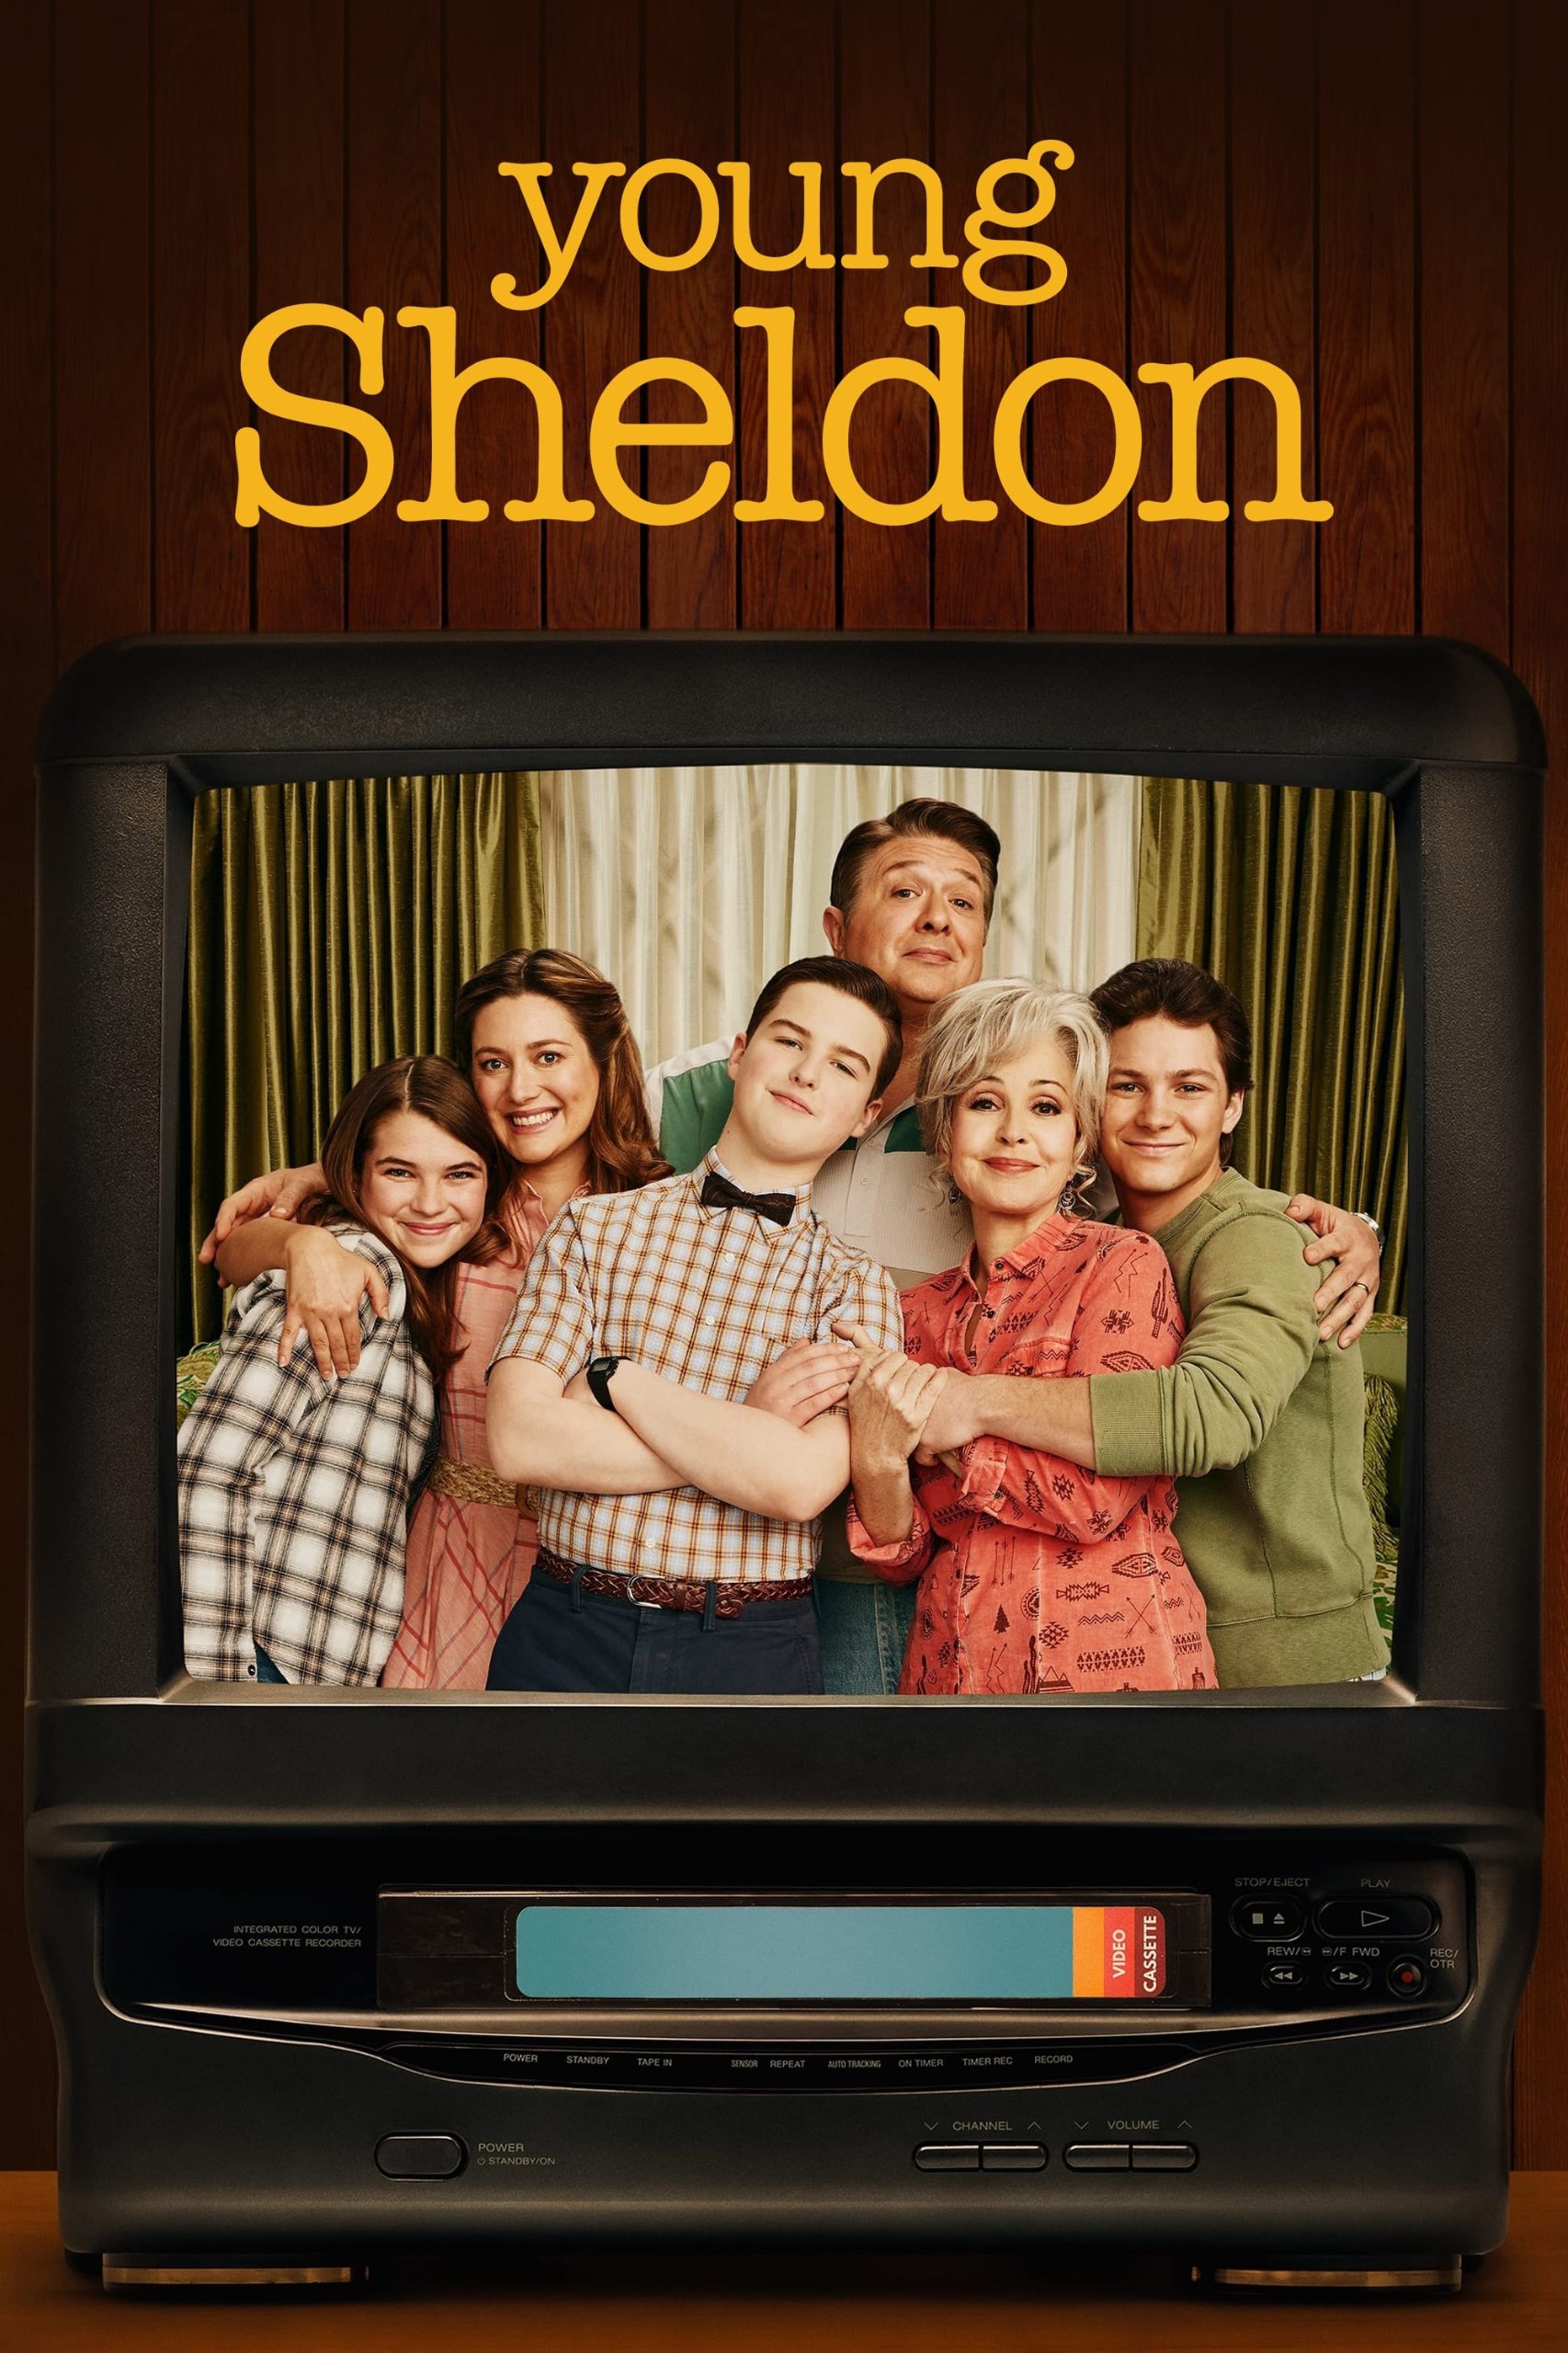 young
Sheldon
INTEGRATED COLOR TV/
VIDEO CASSETTE RECORDER
VIDEO
CASSETTE
STOP/EJECT PLAY
REW/ /F FWD REC/
OTR
POWER STANDBY TAPE IN SENSOR REPEAT AUTO TRACKING ON TIMER TIMER REC RECORD
CHANNEL VOLUME
POWER
STANDBY/ON